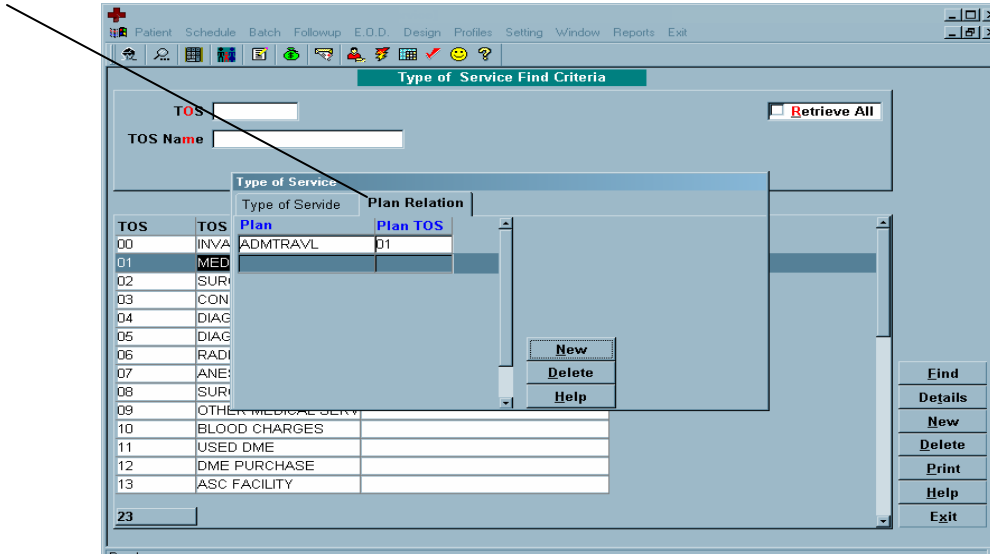 Patient Schedule Batch Followup E.O.D. Design Profiles Setting Window Reports Exit
Type of Service Find Criteria
TOS
Retrieve All
TOS Name
Type of Service
Type of Servide Plan Relation
TOS TOS Plan Plan TOS
00 INVA ADMTRAVL 01
01 MED
02 SUR
03 CON
04 DIAG
05 DIAG
06 RADI New
07 ANES Delete Find
08 SUR Help Details
09 OTHER MEDICAL SERV
10 BLOOD CHARGES New
11 USED DME Delete
12 DME PURCHASE Print
13 ASC FACILITY Help
23 Exit